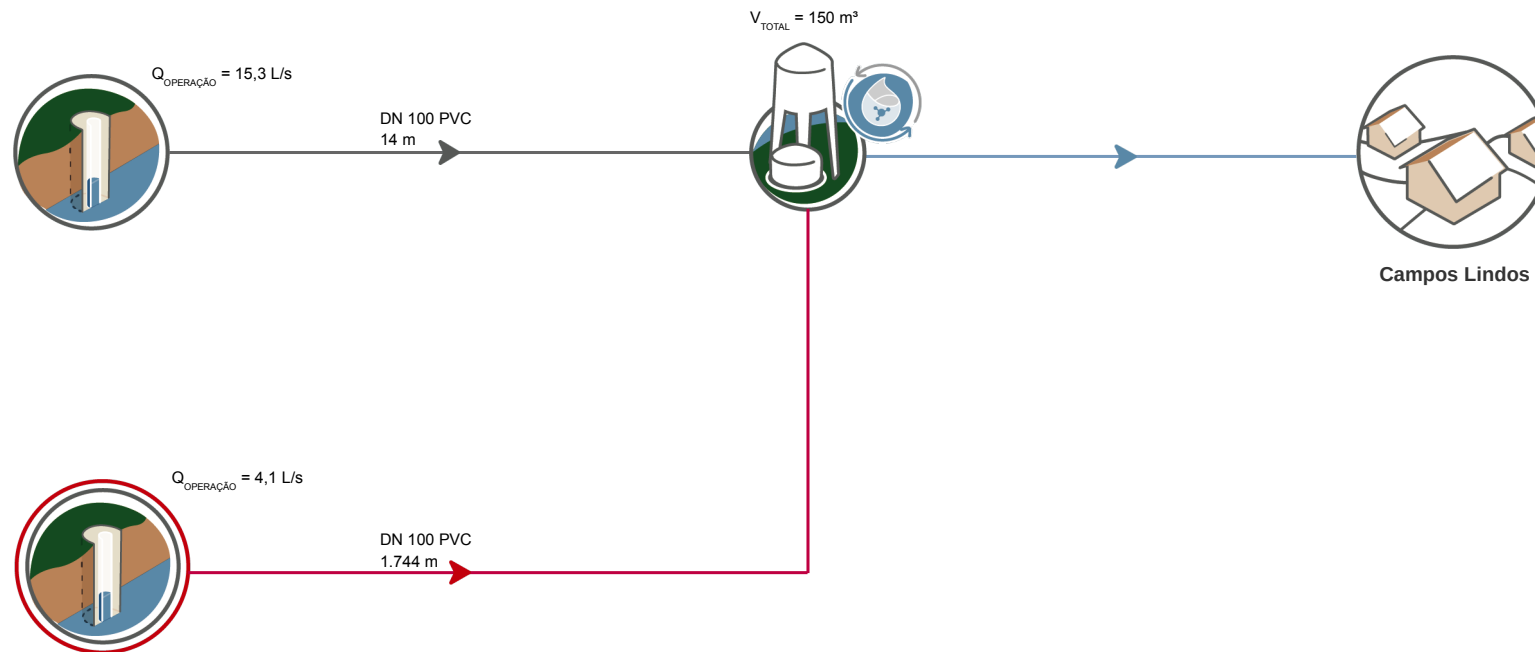 V_TOTAL = 150 m³
Q_OPERAÇÃO = 15,3 L/s
DN 100 PVC
14 m
Campos Lindos
Q_OPERAÇÃO = 4,1 L/s
DN 100 PVC
1.744 m